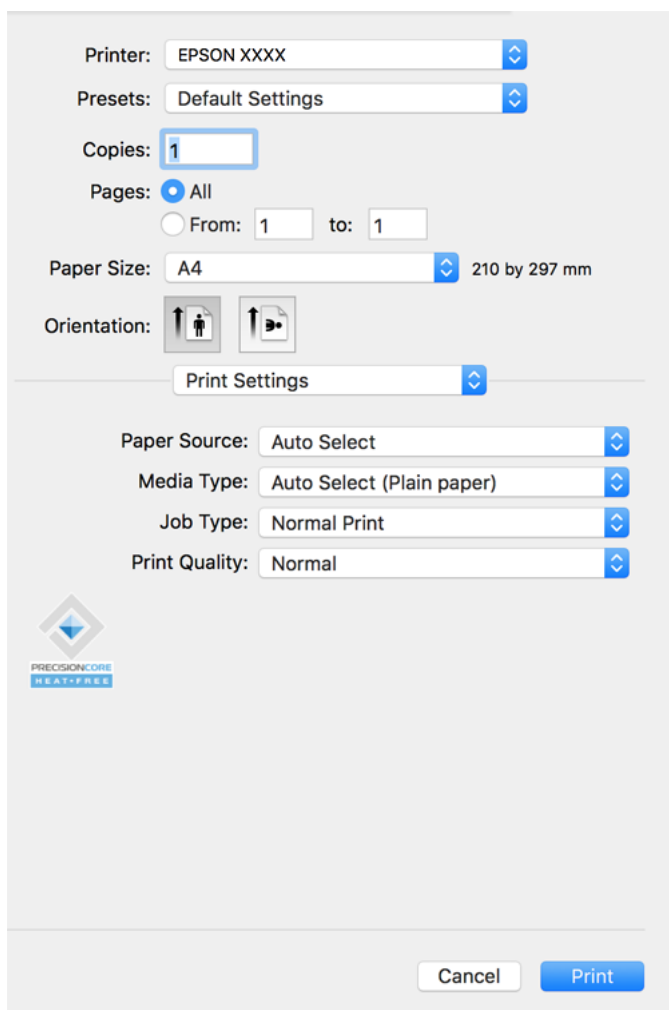 Printer: EPSON XXXX
Presets: Default Settings
Copies: 1
Pages: All
From: 1 to: 1
Paper Size: A4 210 by 297 mm
Orientation:
Print Settings
Paper Source: Auto Select
Media Type: Auto Select (Plain paper)
Job Type: Normal Print
Print Quality: Normal
PRECISIONCORE
HEAT-FREE
Cancel Print